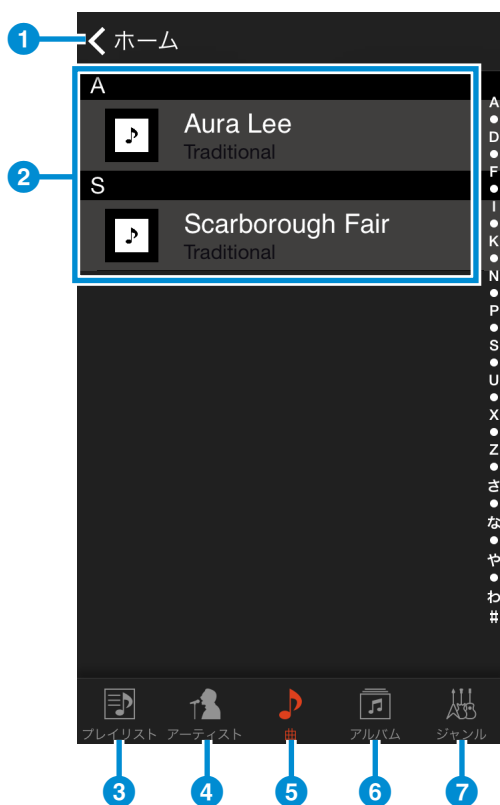 1
ホーム
2
A
Aura Lee
Traditional
S
Scarborough Fair
Traditional
A
●
D
●
F
●
I
●
K
●
N
●
P
●
S
●
U
●
X
●
Z
●
さ
●
な
●
や
●
わ
#
プレイリスト アーティスト 曲 アルバム ジャンル
3 4 5 6 7